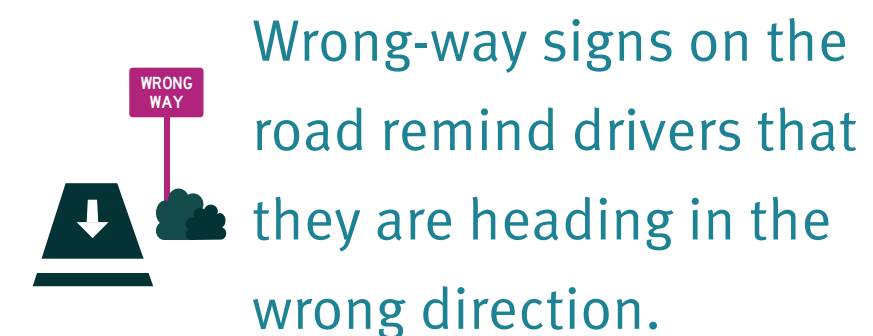 WRONG
WAY
Wrong-way signs on the
road remind drivers that
they are heading in the
wrong direction.